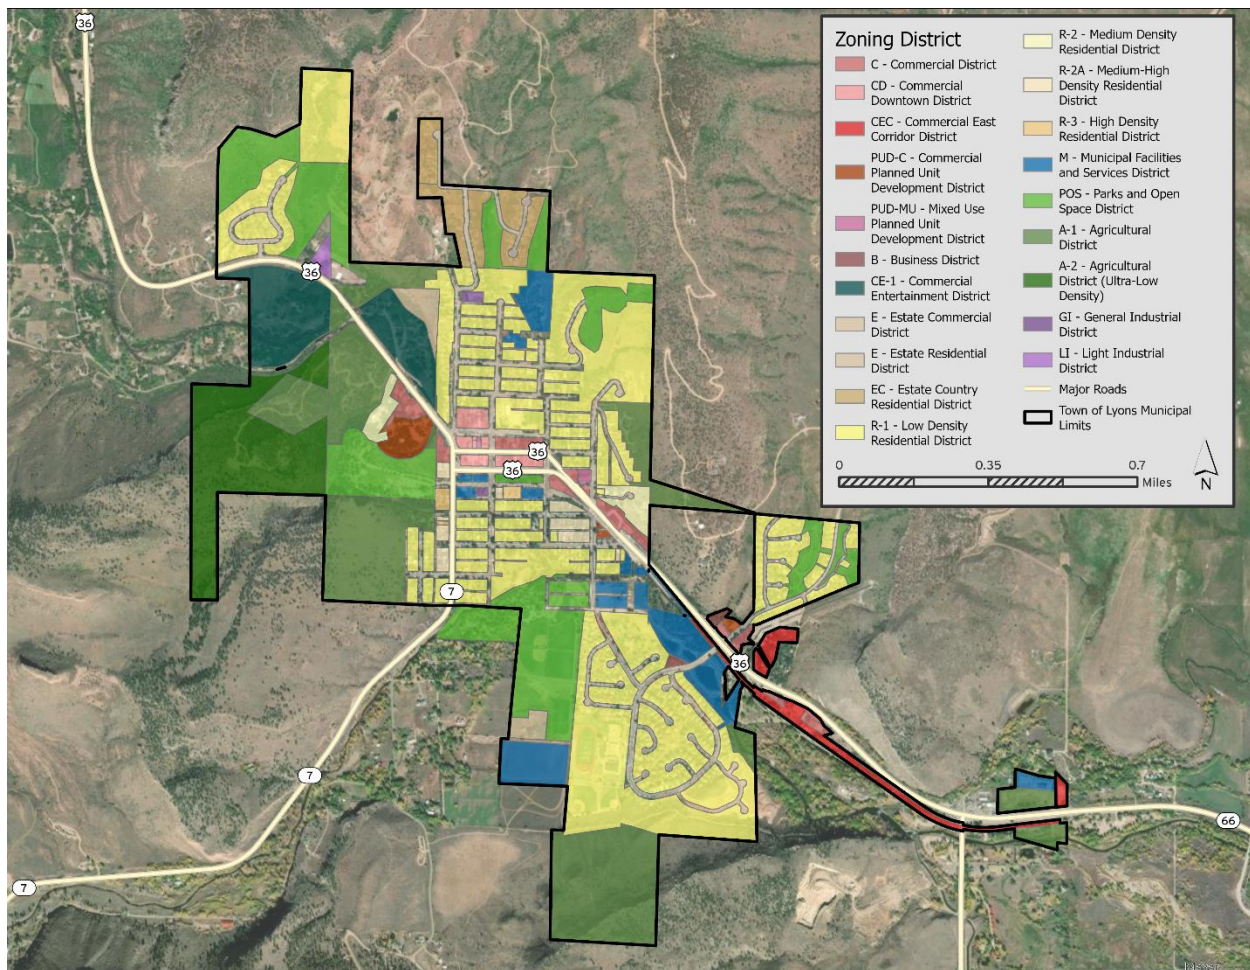 36
Zoning District
C - Commercial District
CD - Commercial
Downtown District
CEC - Commercial East
Corridor District
PUD-C - Commercial
Planned Unit
Development District
PUD-MU - Mixed Use
Planned Unit
Development District
B - Business District
CE-1 - Commercial
Entertainment District
E - Estate Commercial
District
E - Estate Residential
District
EC - Estate Country
Residential District
R-1 - Low Density
Residential District
R-2 - Medium Density
Residential District
R-2A - Medium-High
Density Residential
District
R-3 - High Density
Residential District
M - Municipal Facilities
and Services District
POS - Parks and Open
Space District
A-1 - Agricultural
District
A-2 - Agricultural
District (Ultra-Low
Density)
GI - General Industrial
District
LI - Light Industrial
District
Major Roads
Town of Lyons Municipal
Limits
0 0.35 0.7
Miles
N
36
36
36
7
36
7
66
7